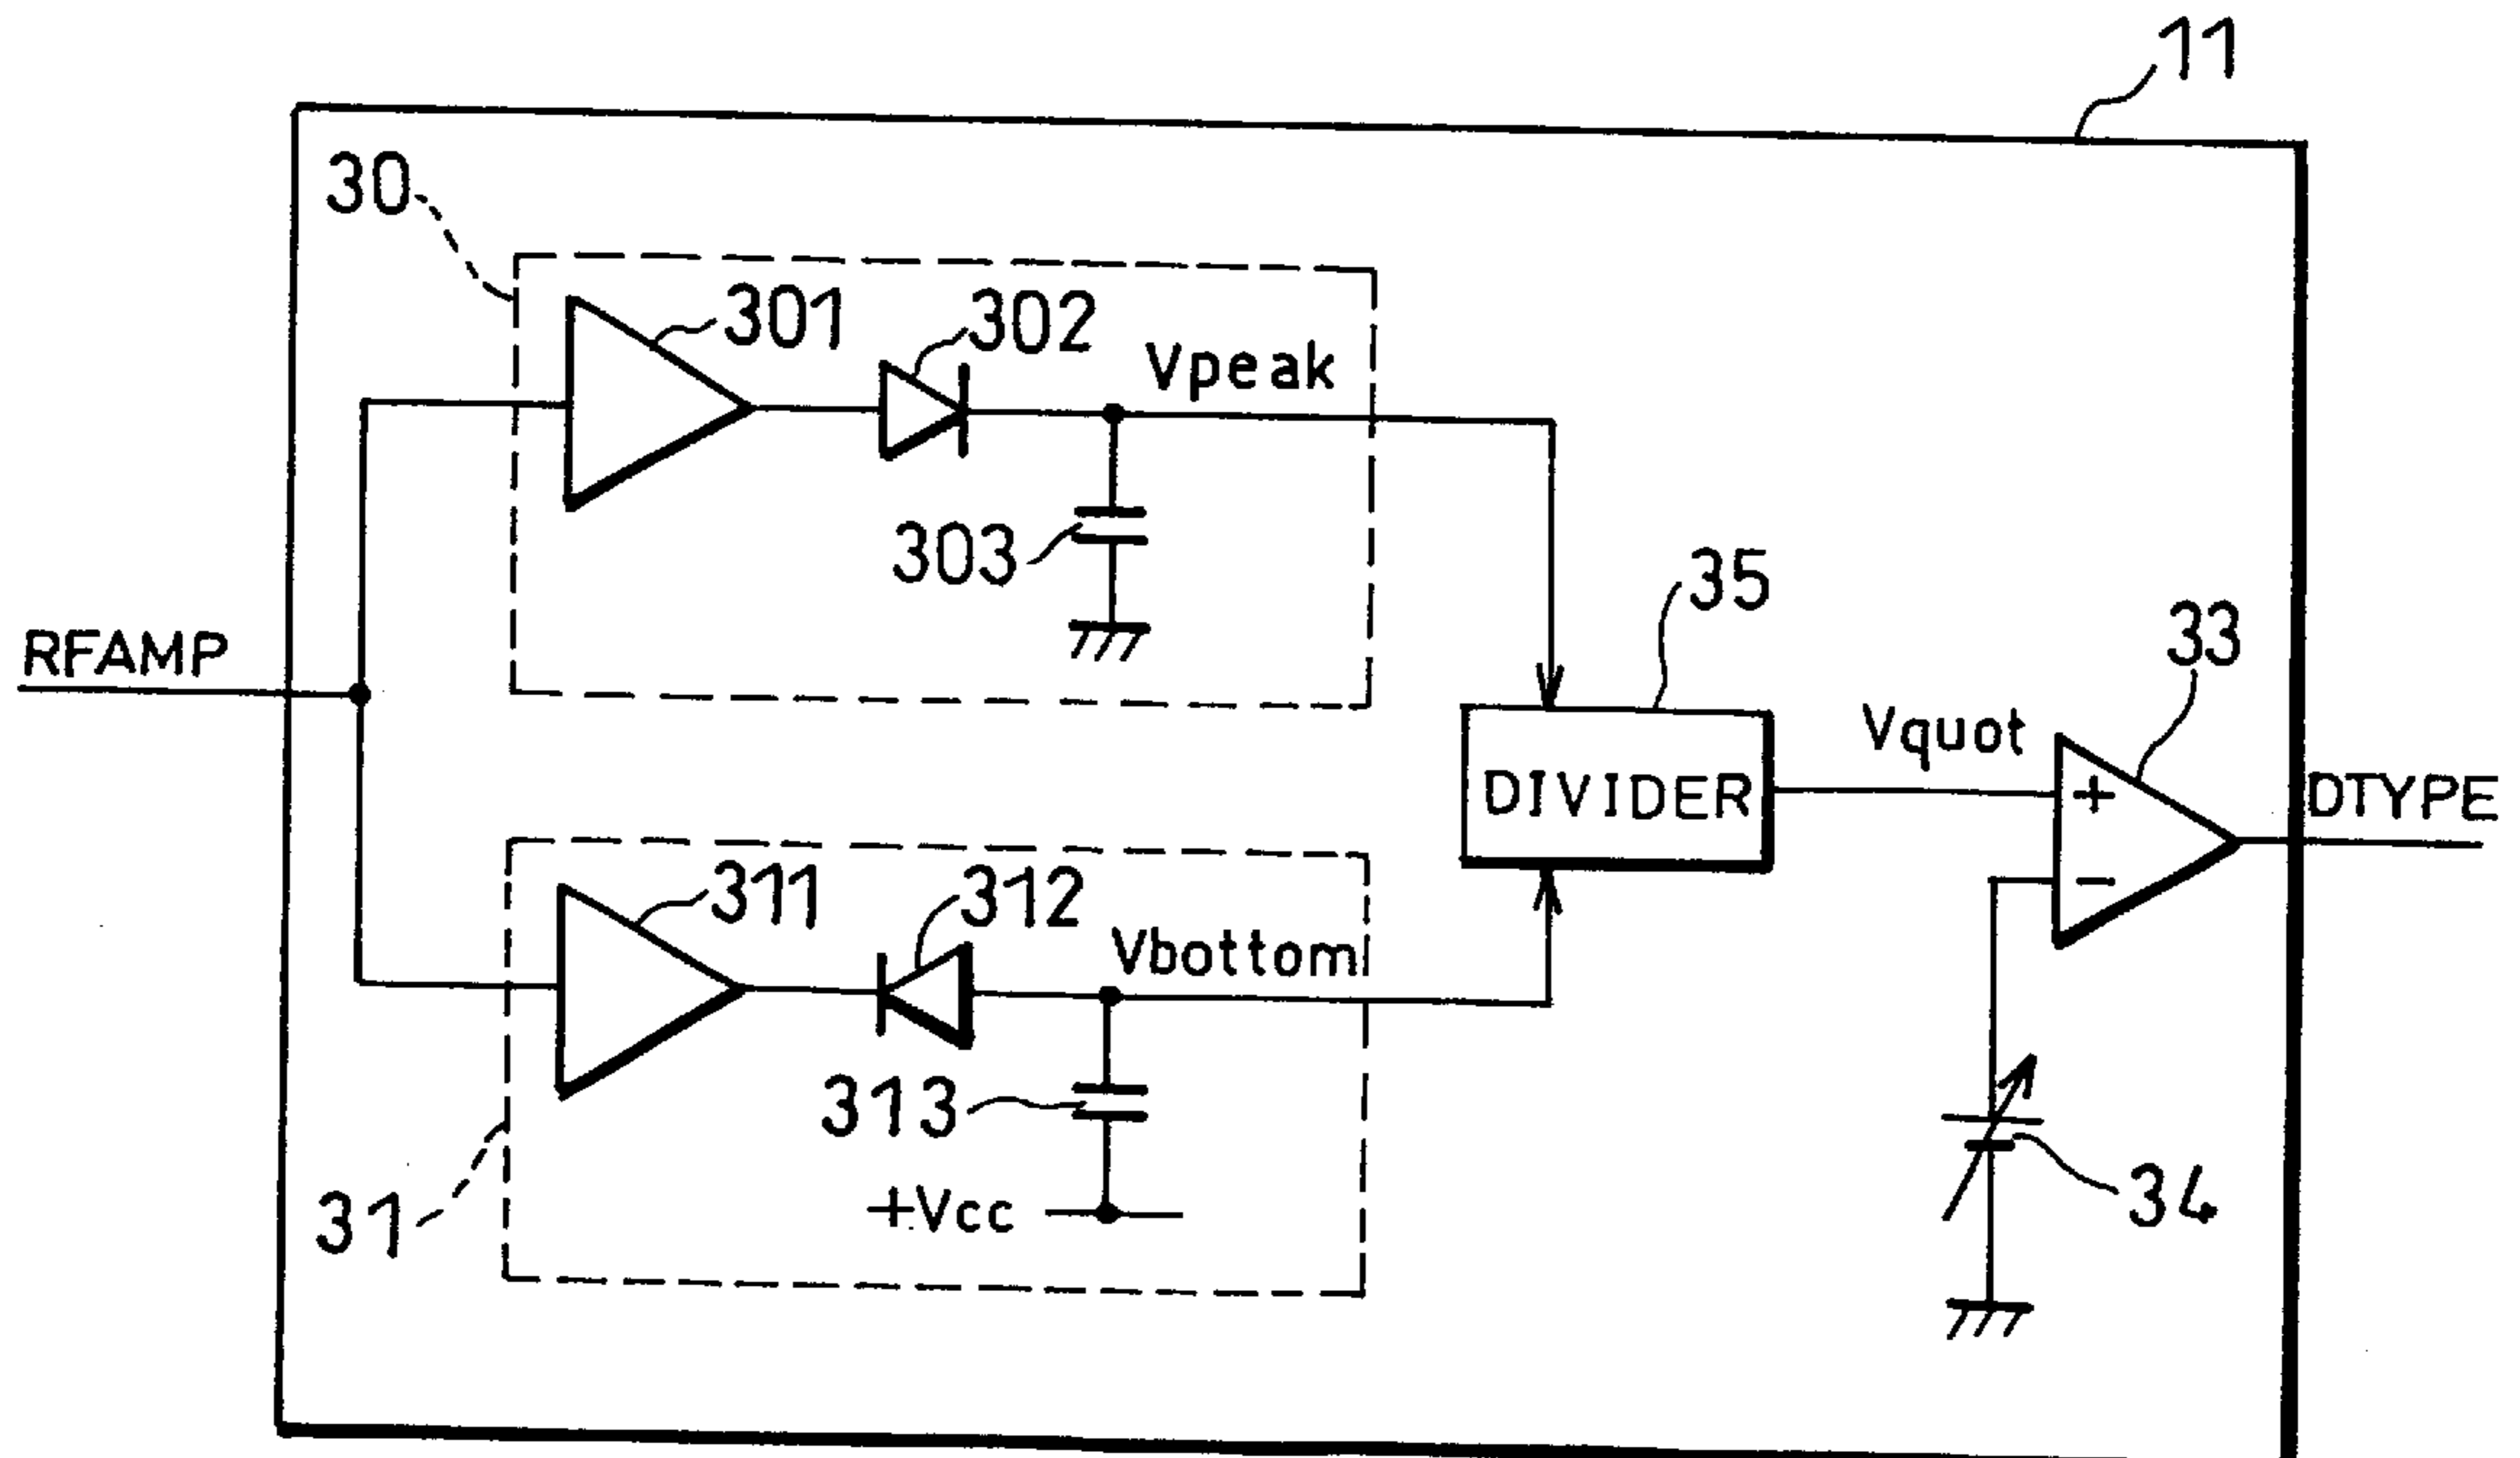 11
30
301
302
Vpeak
303
35
33
RFAMP
Vquot
DIVIDER
+
DTYPE
−
311
312
Vbottom
313
34
31
+Vcc